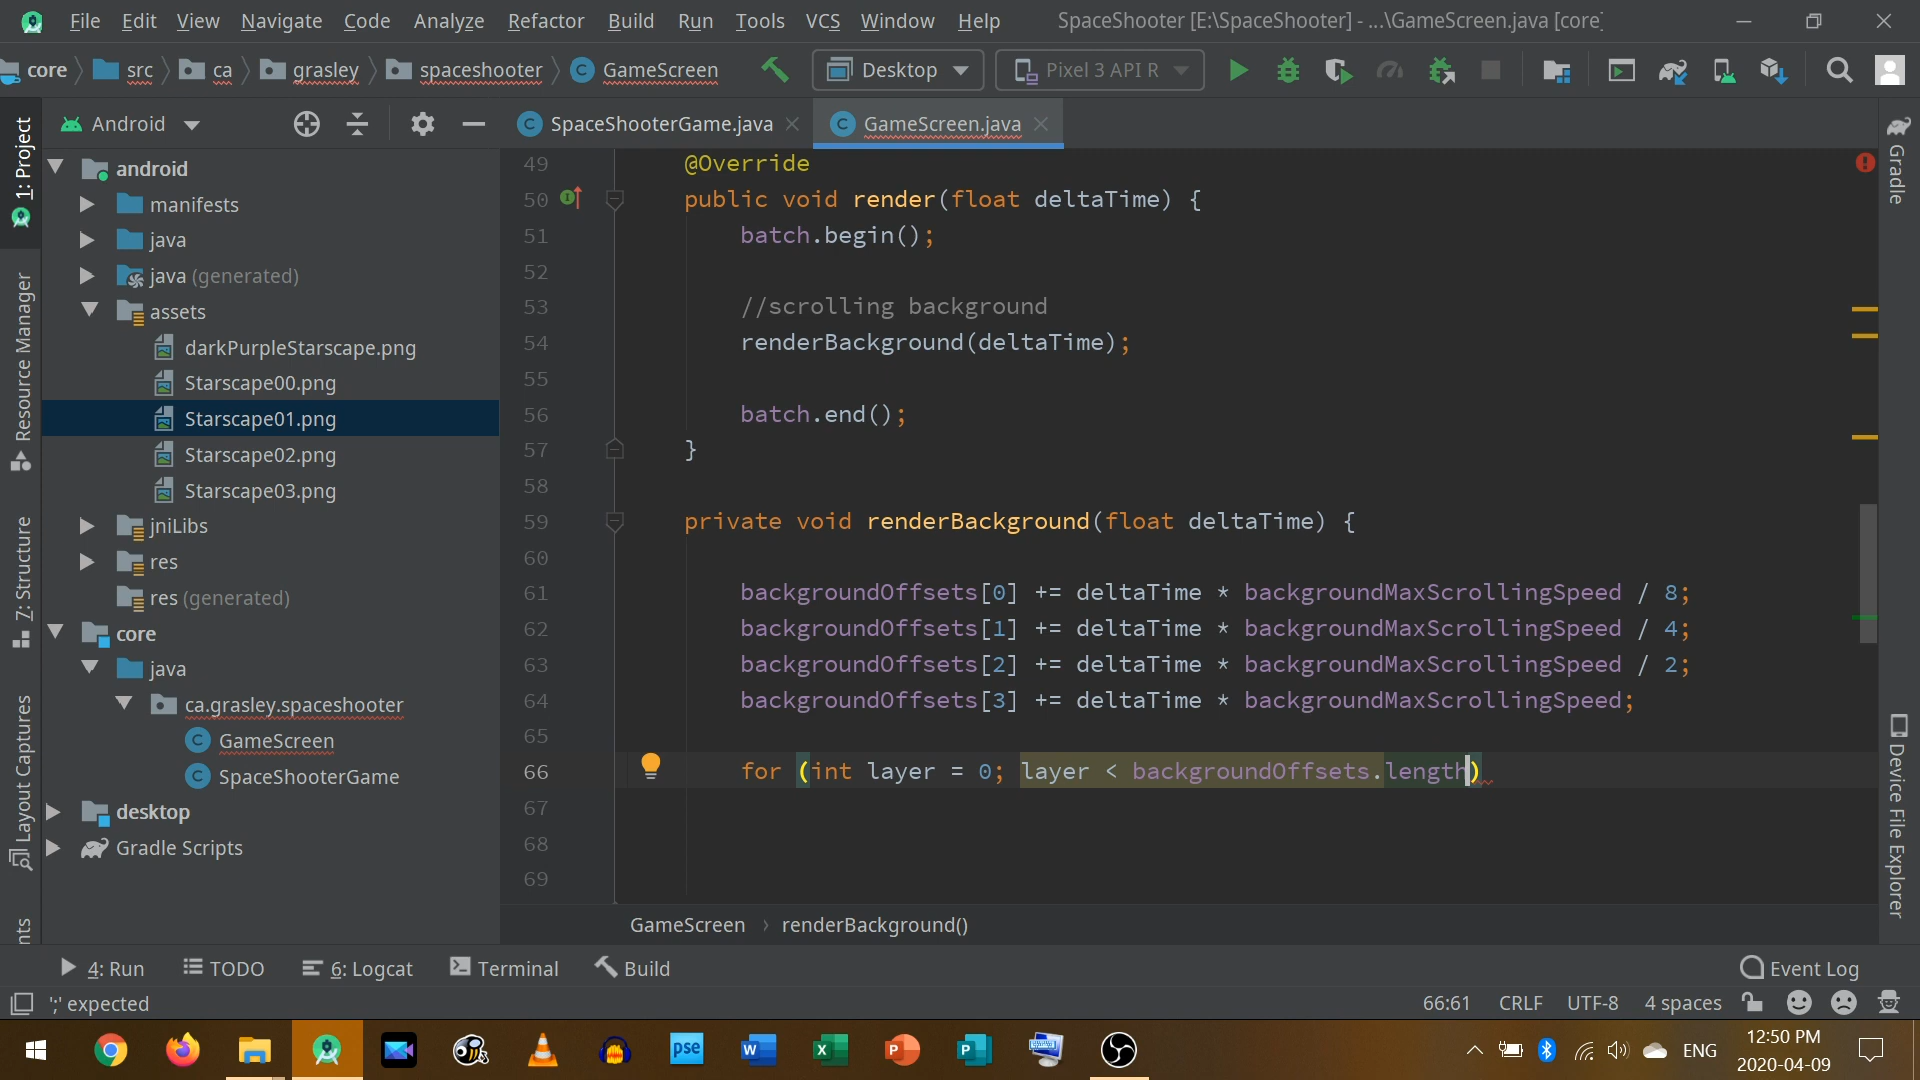 File Edit View Navigate Code Analyze Refactor Build Run Tools VCS Window Help SpaceShooter [E:\SpaceShooter] - ...\GameScreen.java [core]
core src ca grasley spaceshooter GameScreen Desktop Pixel 3 API R
Android
SpaceShooterGame.java GameScreen.java
1: Project
Resource Manager
7: Structure
Layout Captures
nts
android
manifests
java
java (generated)
assets
darkPurpleStarscape.png
Starscape00.png
Starscape01.png
Starscape02.png
Starscape03.png
jniLibs
res
res (generated)
core
java
ca.grasley.spaceshooter
GameScreen
SpaceShooterGame
desktop
Gradle Scripts
49 @Override
50 public void render(float deltaTime) {
51 batch.begin();
52
53 //scrolling background
54 renderBackground(deltaTime);
55
56 batch.end();
57 }
58
59 private void renderBackground(float deltaTime) {
60
61 backgroundOffsets[0] += deltaTime * backgroundMaxScrollingSpeed / 8;
62 backgroundOffsets[1] += deltaTime * backgroundMaxScrollingSpeed / 4;
63 backgroundOffsets[2] += deltaTime * backgroundMaxScrollingSpeed / 2;
64 backgroundOffsets[3] += deltaTime * backgroundMaxScrollingSpeed;
65
66 for (int layer = 0; layer < backgroundOffsets.length)
67
68
69
GameScreen › renderBackground()
Gradle
Device File Explorer
4: Run TODO 6: Logcat Terminal Build Event Log
';' expected 66:61 CRLF UTF-8 4 spaces
pse W X P P ENG
12:50 PM
2020-04-09